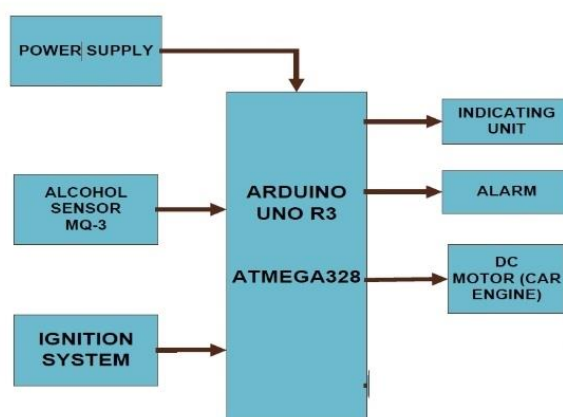 POWER SUPPLY
ALCOHOL
SENSOR
MQ-3
IGNITION
SYSTEM
ARDUINO
UNO R3
ATMEGA328
INDICATING
UNIT
ALARM
DC
MOTOR (CAR
ENGINE)